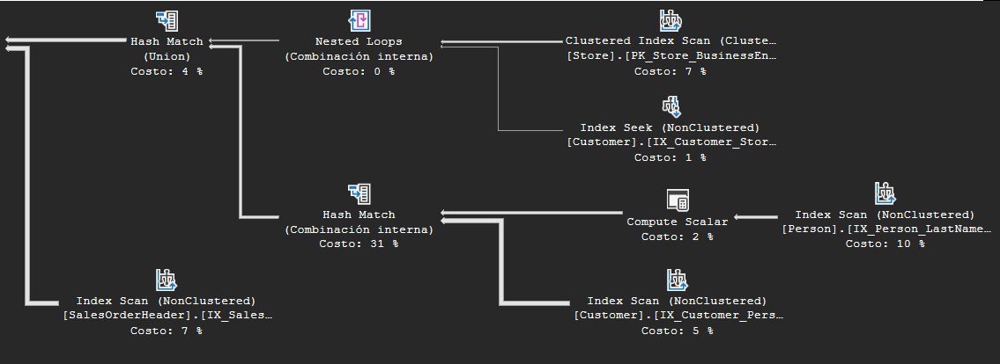 Hash Match
(Union)
Costo: 4 %
Nested Loops
(Combinación interna)
Costo: 0 %
Clustered Index Scan (Cluste…
[Store].[PK_Store_BusinessEn…
Costo: 7 %
Index Seek (NonClustered)
[Customer].[IX_Customer_Stor…
Costo: 1 %
Hash Match
(Combinación interna)
Costo: 31 %
Compute Scalar
Costo: 2 %
Index Scan (NonClustered)
[Person].[IX_Person_LastName…
Costo: 10 %
Index Scan (NonClustered)
[SalesOrderHeader].[IX_Sales…
Costo: 7 %
Index Scan (NonClustered)
[Customer].[IX_Customer_Pers…
Costo: 5 %